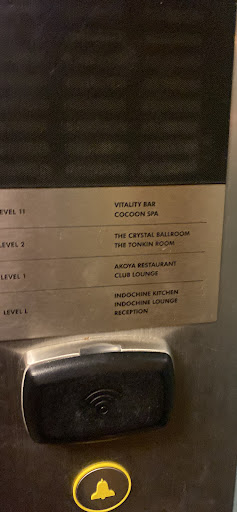 LEVEL 11 VITALITY BAR
COCOON SPA
LEVEL 2 THE CRYSTAL BALLROOM
THE TONKIN ROOM
LEVEL 1 AKOYA RESTAURANT
CLUB LOUNGE
LEVEL L INDOCHINE KITCHEN
INDOCHINE LOUNGE
RECEPTION